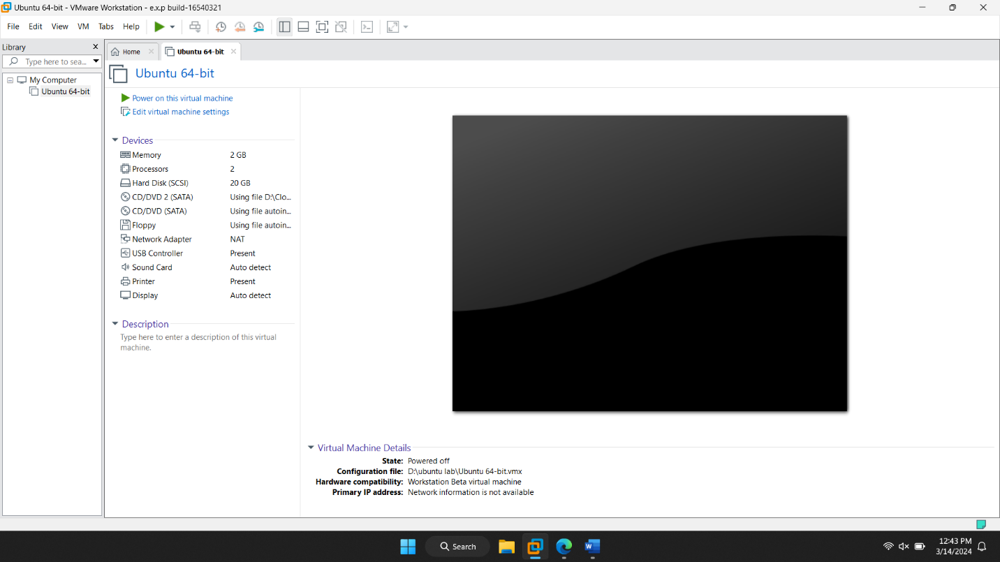 Ubuntu 64-bit - VMware Workstation - e.x.p build-16540321
File Edit View VM Tabs Help
Library
Type here to sea...
My Computer
Ubuntu 64-bit
Home
Ubuntu 64-bit
Ubuntu 64-bit
Power on this virtual machine
Edit virtual machine settings
Devices
Memory 2 GB
Processors 2
Hard Disk (SCSI) 20 GB
CD/DVD 2 (SATA) Using file D:\Clo...
CD/DVD (SATA) Using file autoin...
Floppy Using file autoin...
Network Adapter NAT
USB Controller Present
Sound Card Auto detect
Printer Present
Display Auto detect
Description
Type here to enter a description of this virtual
machine.
Virtual Machine Details
State: Powered off
Configuration file: D:\ubuntu lab\Ubuntu 64-bit.vmx
Hardware compatibility: Workstation Beta virtual machine
Primary IP address: Network information is not available
Search
12:43 PM
3/14/2024